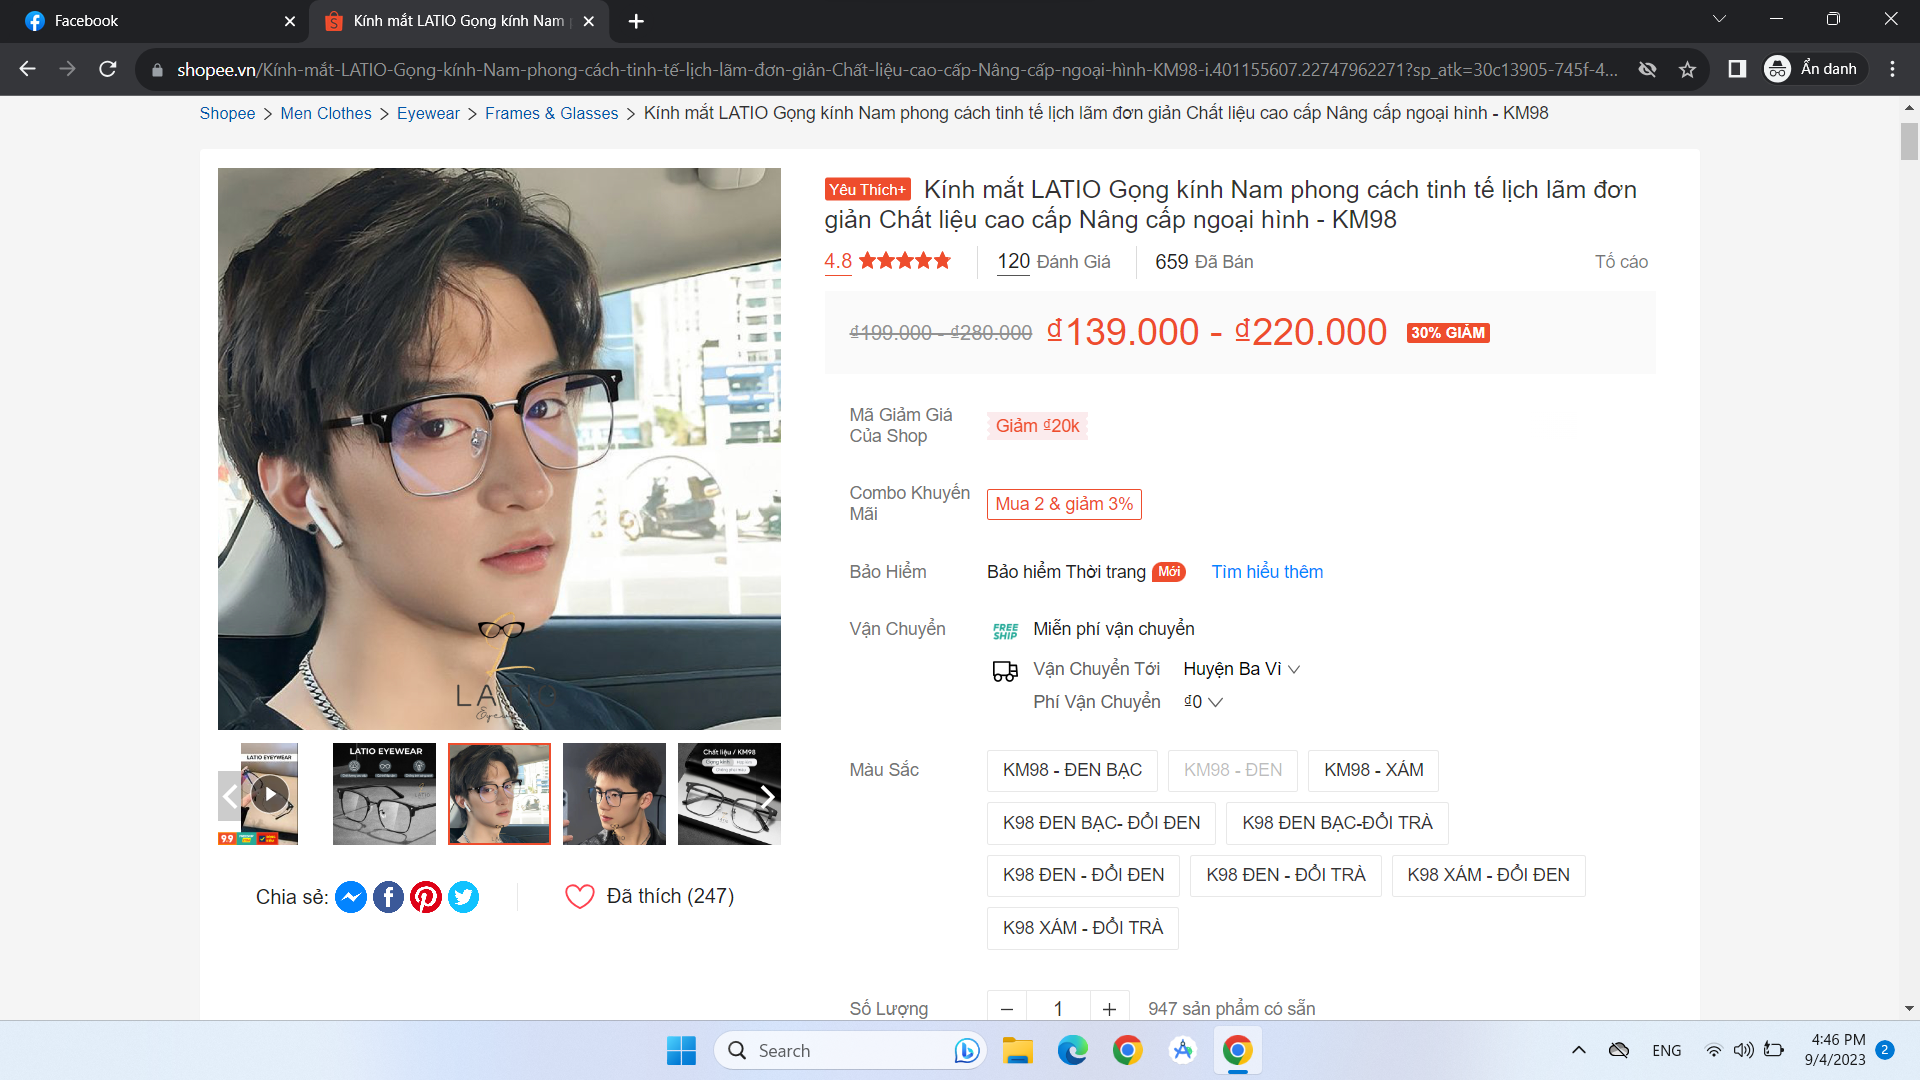 Facebook
Kính mắt LATIO Gọng kính Nam
shopee.vn/Kính-mắt-LATIO-Gọng-kính-Nam-phong-cách-tinh-tế-lịch-lãm-đơn-giản-Chất-liệu-cao-cấp-Nâng-cấp-ngoại-hình-KM98-i.401155607.22747962271?sp_atk=30c13905-745f-4...
Ẩn danh
Shopee > Men Clothes > Eyewear > Frames & Glasses > Kính mắt LATIO Gọng kính Nam phong cách tinh tế lịch lãm đơn giản Chất liệu cao cấp Nâng cấp ngoại hình - KM98
Yêu Thích+ Kính mắt LATIO Gọng kính Nam phong cách tinh tế lịch lãm đơn
giản Chất liệu cao cấp Nâng cấp ngoại hình - KM98
4.8 120 Đánh Giá 659 Đã Bán Tố cáo
₫199.000 - ₫280.000 ₫139.000 - ₫220.000 30% GIẢM
Mã Giảm Giá
Của Shop
Giảm ₫20k
Combo Khuyến
Mãi
Mua 2 & giảm 3%
Bảo Hiểm Bảo hiểm Thời trang Mới Tìm hiểu thêm
Vận Chuyển FREE SHIP Miễn phí vận chuyển
Vận Chuyển Tới Huyện Ba Vì
Phí Vận Chuyển ₫0
Màu Sắc KM98 - ĐEN BẠC KM98 - ĐEN KM98 - XÁM
K98 ĐEN BẠC- ĐỔI ĐEN K98 ĐEN BẠC-ĐỔI TRÀ
K98 ĐEN - ĐỔI ĐEN K98 ĐEN - ĐỔI TRÀ K98 XÁM - ĐỔI ĐEN
K98 XÁM - ĐỔI TRÀ
Số Lượng 1 947 sản phẩm có sẵn
LATIO
LATIO EYEWEAR
Chất liệu / KM98
9.9
Chia sẻ: Đã thích (247)
Search
ENG
4:46 PM
9/4/2023
2